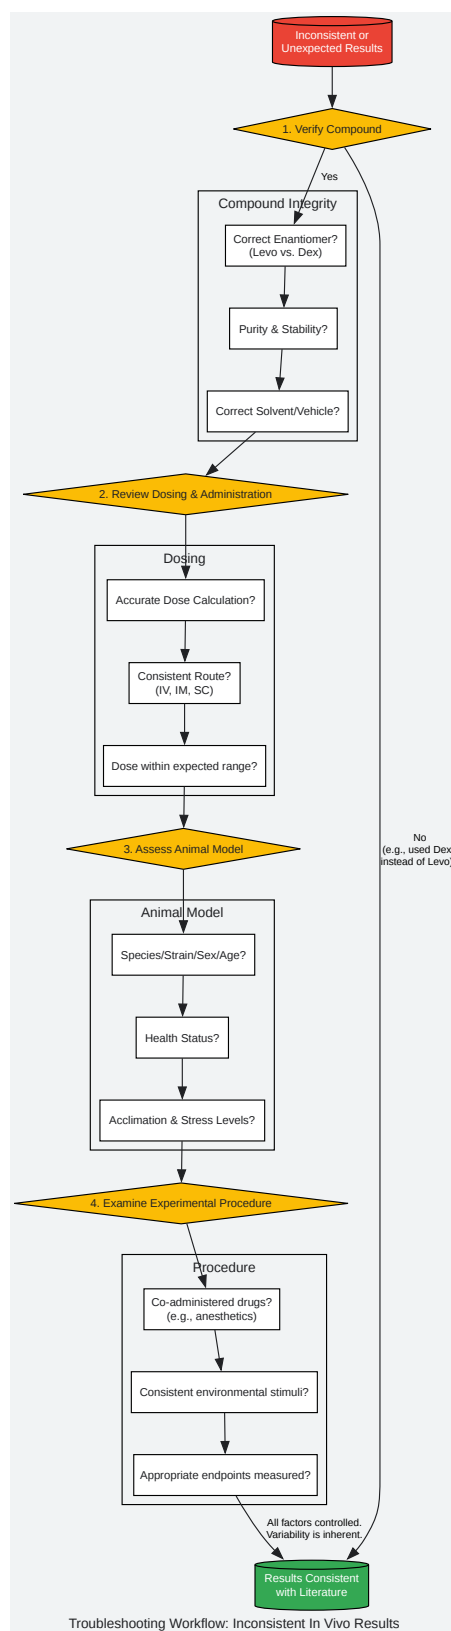 Inconsistent or
Unexpected Results
1. Verify Compound
Yes
Compound Integrity
Correct Enantiomer?
(Levo vs. Dex)
Purity & Stability?
Correct Solvent/Vehicle?
2. Review Dosing & Administration
Dosing
Accurate Dose Calculation?
Consistent Route?
(IV, IM, SC)
Dose within expected range?
No
(e.g., used Dex
instead of Levo)
3. Assess Animal Model
Animal Model
Species/Strain/Sex/Age?
Health Status?
Acclimation & Stress Levels?
4. Examine Experimental Procedure
Procedure
Co-administered drugs?
(e.g., anesthetics)
Consistent environmental stimuli?
Appropriate endpoints measured?
All factors controlled.
Variability is inherent.
Results Consistent
with Literature
Troubleshooting Workflow: Inconsistent In Vivo Results